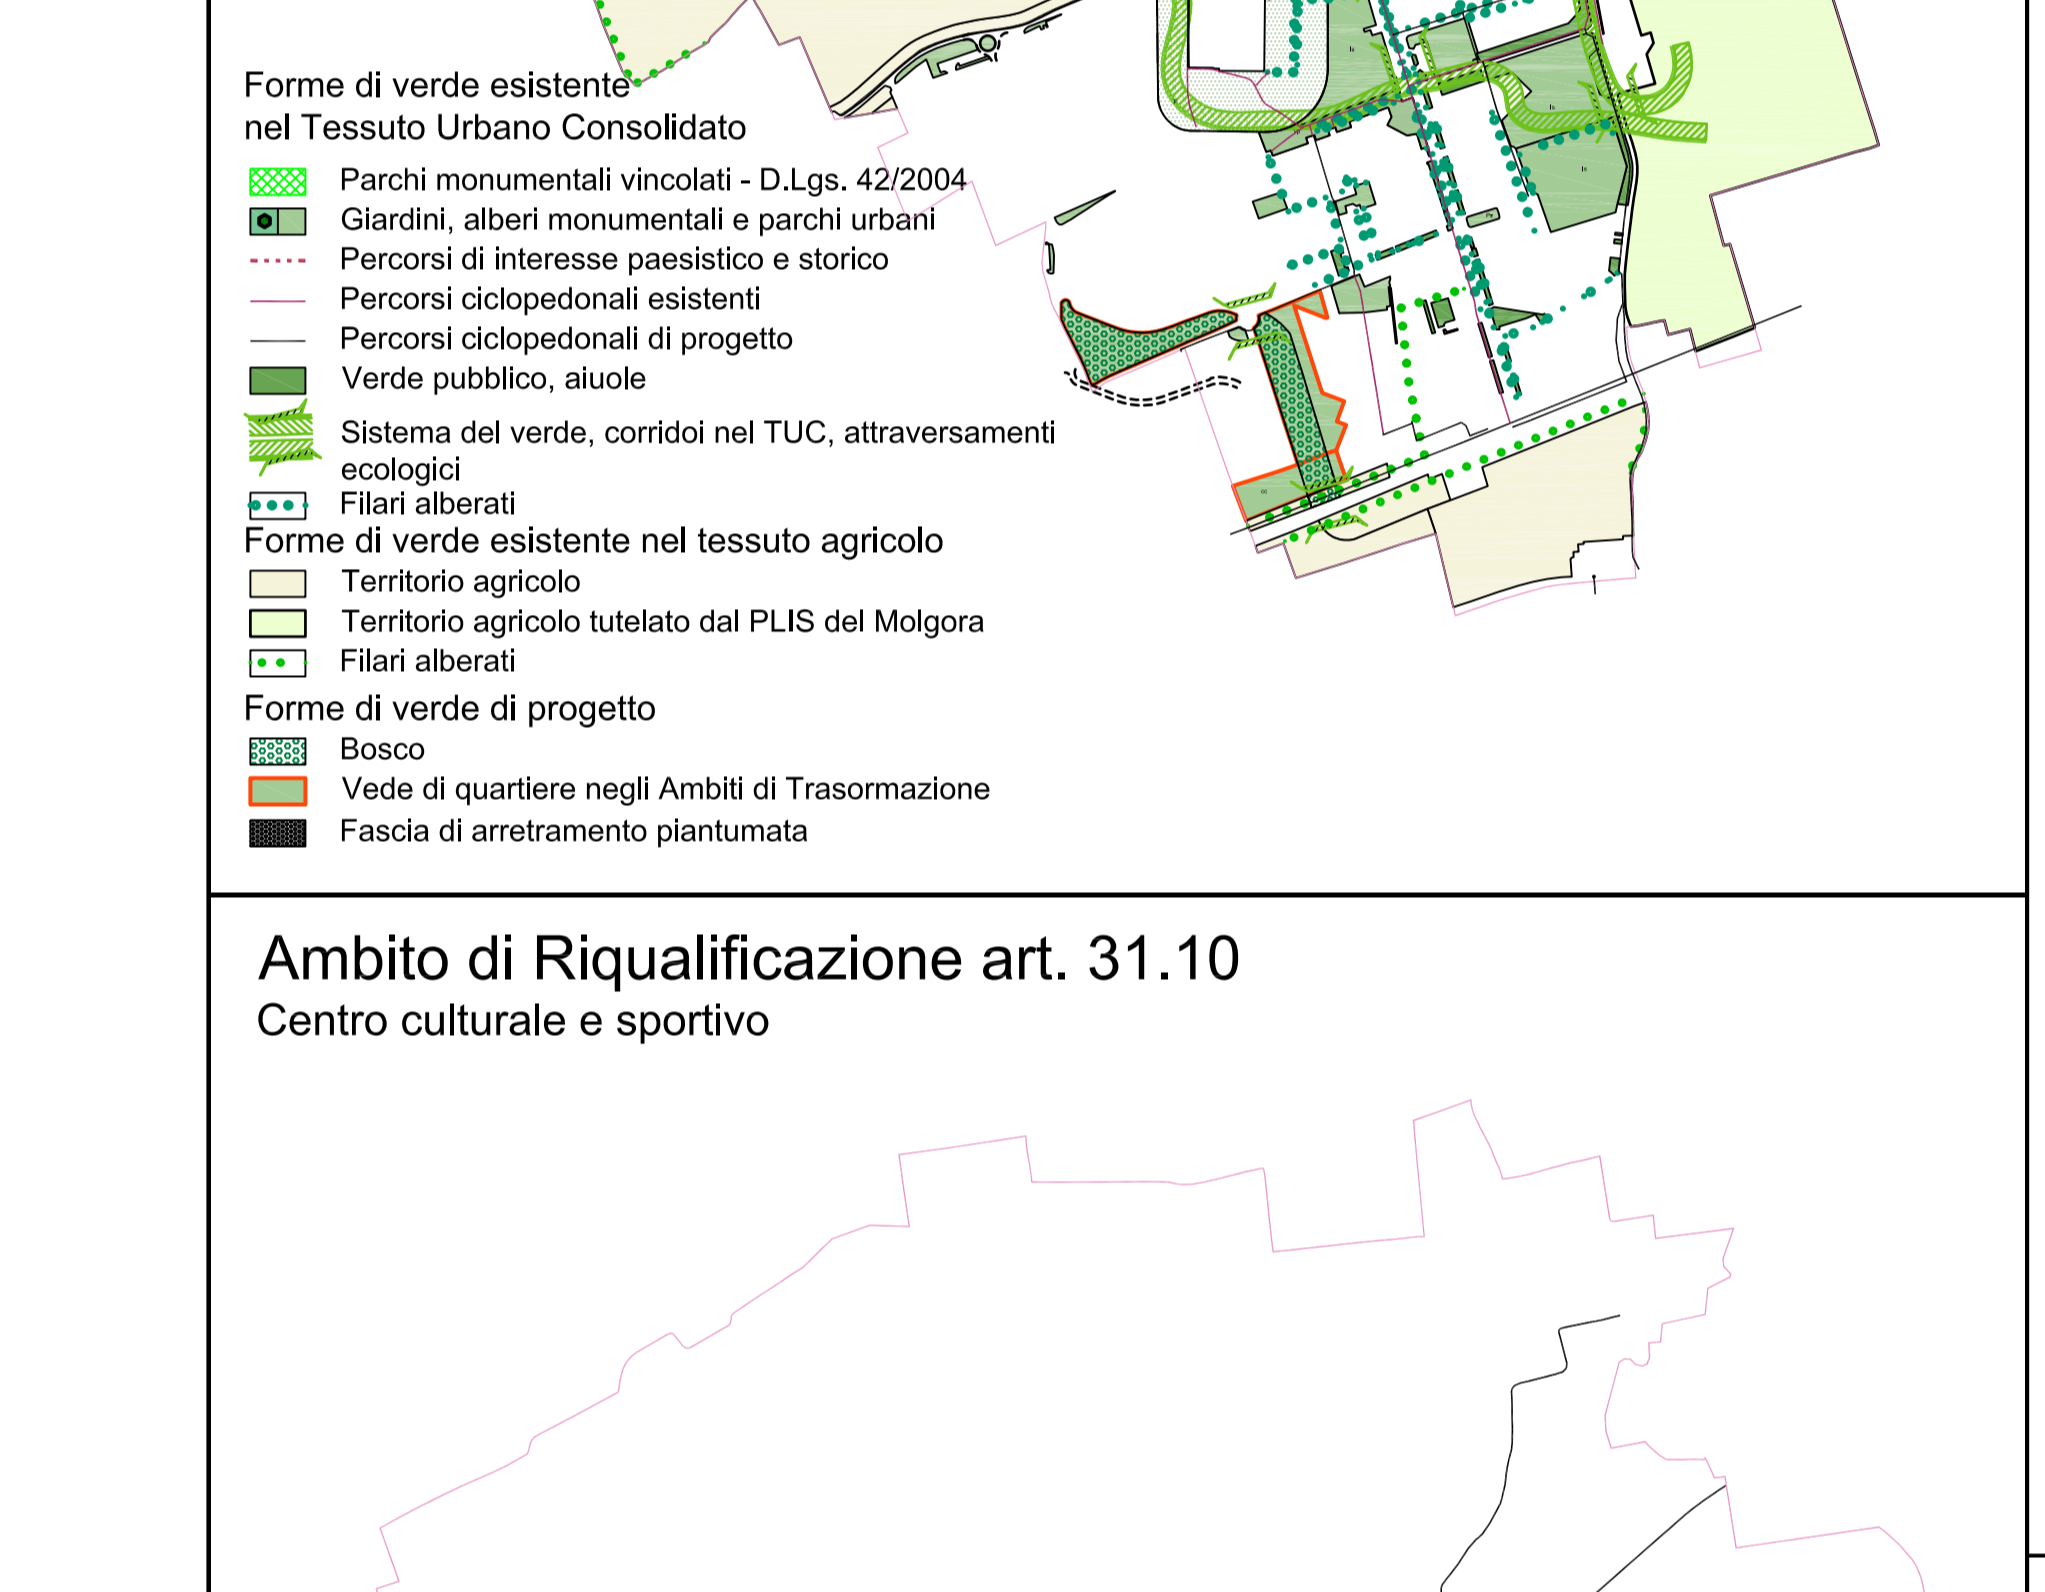 Forme di verde esistente
nel Tessuto Urbano Consolidato
Parchi monumentali vincolati - D.Lgs. 42/2004
Giardini, alberi monumentali e parchi urbani
Percorsi di interesse paesistico e storico
Percorsi ciclopedonali esistenti
Percorsi ciclopedonali di progetto
Verde pubblico, aiuole
Sistema del verde, corridoi nel TUC, attraversamenti
ecologici
Filari alberati
Forme di verde esistente nel tessuto agricolo
Territorio agricolo
Territorio agricolo tutelato dal PLIS del Molgora
Filari alberati
Forme di verde di progetto
Bosco
Vede di quartiere negli Ambiti di Trasormazione
Fascia di arretramento piantumata
Ambito di Riqualificazione art. 31.10
Centro culturale e sportivo